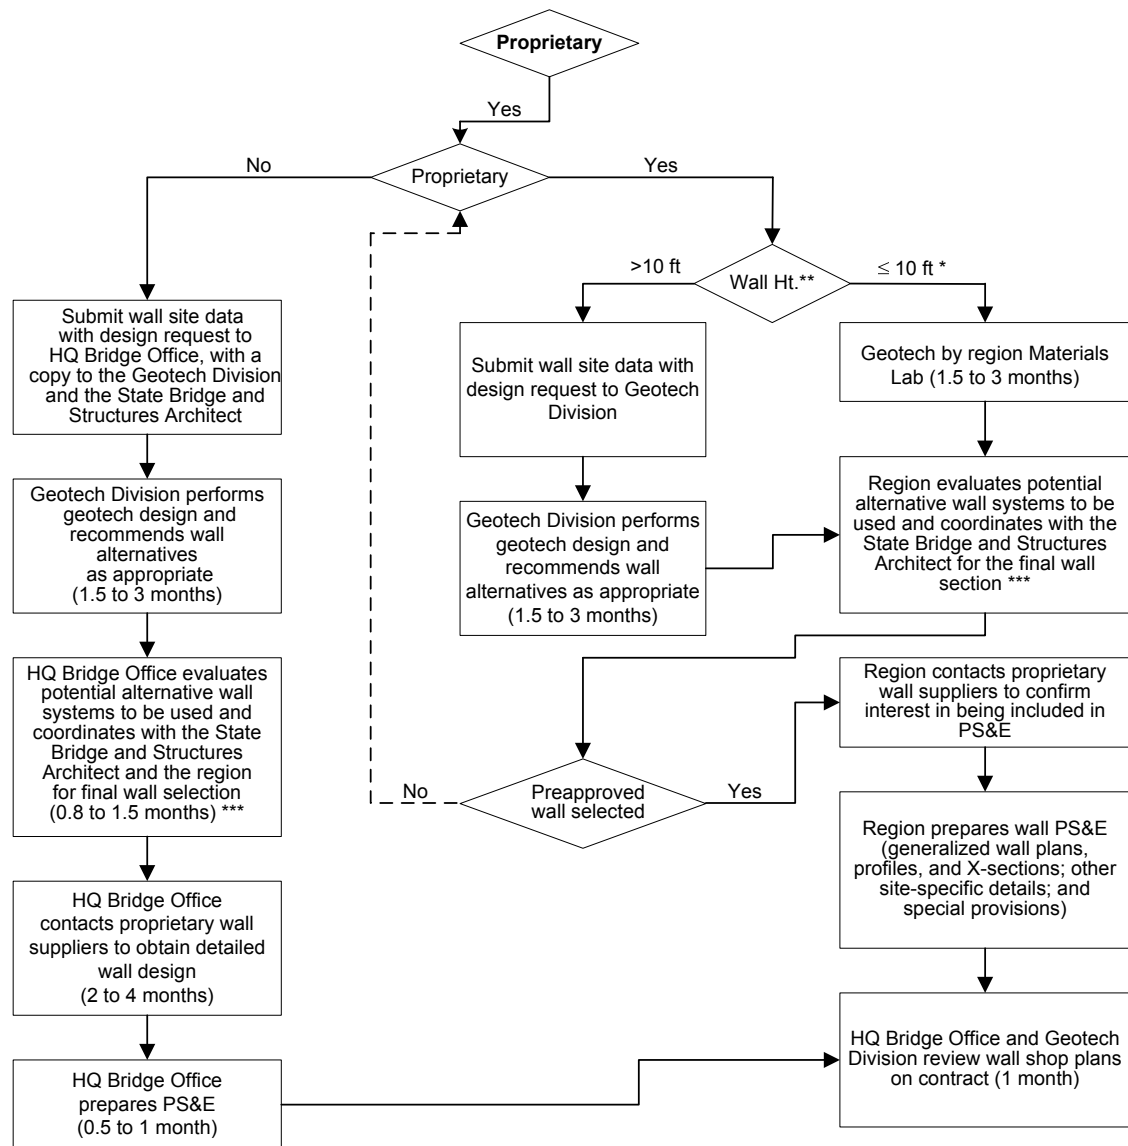 Proprietary
Yes
Proprietary
No
Yes
Wall Ht.**
>10 ft
≤ 10 ft *
Submit wall site data
with design request to
HQ Bridge Office, with a
copy to the Geotech Division
and the State Bridge and
Structures Architect
Geotech Division performs
geotech design and
recommends wall
alternatives
as appropriate
(1.5 to 3 months)
HQ Bridge Office evaluates
potential alternative wall
systems to be used and
coordinates with the State
Bridge and Structures
Architect and the region
for final wall selection
(0.8 to 1.5 months) ***
HQ Bridge Office
contacts proprietary wall
suppliers to obtain detailed
wall design
(2 to 4 months)
HQ Bridge Office
prepares PS&E
(0.5 to 1 month)
Submit wall site data with
design request to Geotech
Division
Geotech Division performs
geotech design and
recommends wall
alternatives as appropriate
(1.5 to 3 months)
Geotech by region Materials
Lab (1.5 to 3 months)
Region evaluates potential
alternative wall systems to be
used and coordinates with the
State Bridge and Structures
Architect for the final wall
section ***
Preapproved
wall selected
No
Yes
Region contacts proprietary
wall suppliers to confirm
interest in being included in
PS&E
Region prepares wall PS&E
(generalized wall plans,
profiles, and X-sections; other
site-specific details; and
special provisions)
HQ Bridge Office and Geotech
Division review wall shop plans
on contract (1 month)